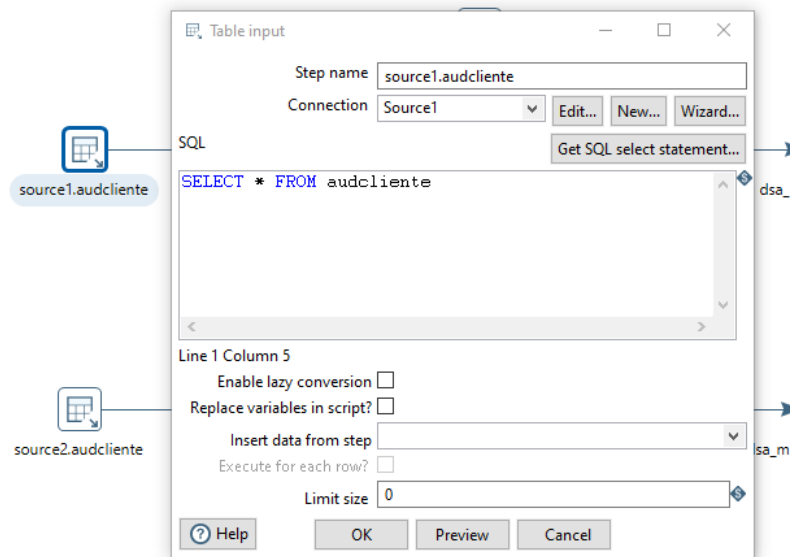 Table input
Step name source1.audcliente
Connection Source1 Edit... New... Wizard...
SQL Get SQL select statement...
SELECT * FROM audcliente
source1.audcliente
dsa_
Line 1 Column 5
Enable lazy conversion
Replace variables in script?
Insert data from step
source2.audcliente
sa_m
Execute for each row?
Limit size 0
Help OK Preview Cancel